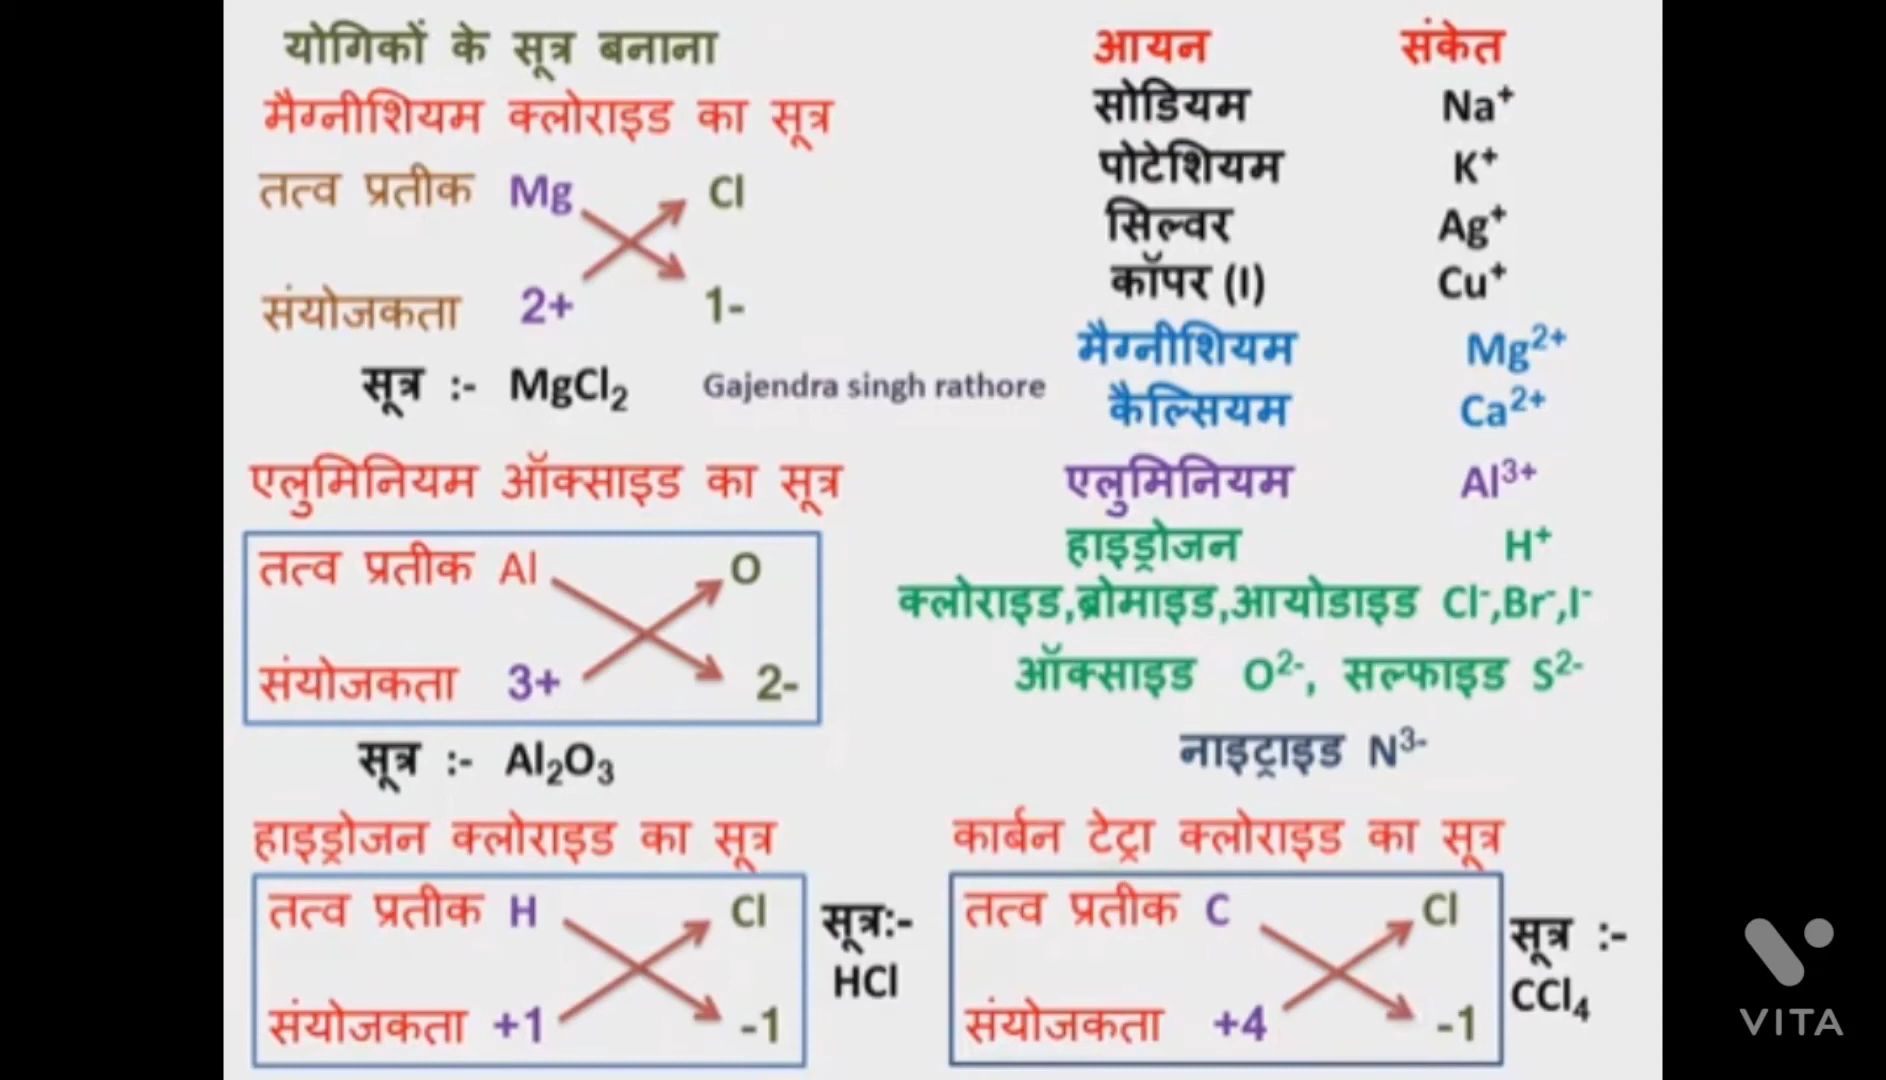 योगिकों के सूत्र बनाना
मैग्नीशियम क्लोराइड का सूत्र
तत्व प्रतीक Mg Cl
संयोजकता 2+ 1-
सूत्र :- MgCl₂
Gajendra singh rathore
एलुमिनियम ऑक्साइड का सूत्र
तत्व प्रतीक Al O
संयोजकता 3+ 2-
सूत्र :- Al₂O₃
आयन संकेत
सोडियम Na⁺
पोटेशियम K⁺
सिल्वर Ag⁺
कॉपर (I) Cu⁺
मैग्नीशियम Mg²⁺
कैल्सियम Ca²⁺
एलुमिनियम Al³⁺
हाइड्रोजन H⁺
क्लोराइड,ब्रोमाइड,आयोडाइड Cl⁻,Br⁻,I⁻
ऑक्साइड O²⁻, सल्फाइड S²⁻
नाइट्राइड N³⁻
हाइड्रोजन क्लोराइड का सूत्र
तत्व प्रतीक H Cl
संयोजकता +1 -1
सूत्र:-
HCl
कार्बन टेट्रा क्लोराइड का सूत्र
तत्व प्रतीक C Cl
संयोजकता +4 -1
सूत्र :-
CCl₄
VITA